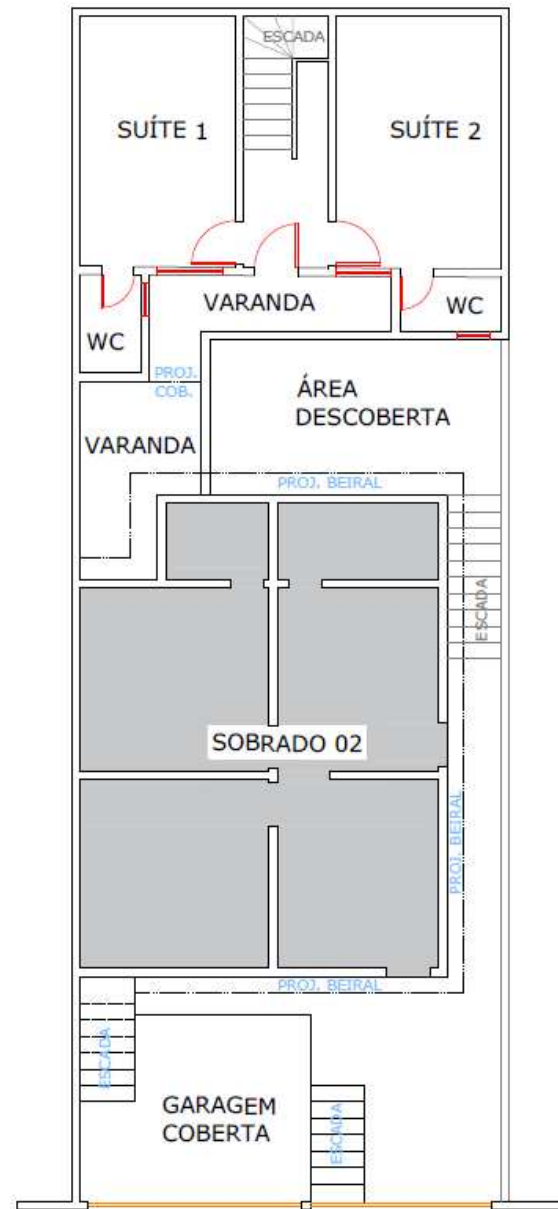 ESCADA
SUÍTE 1
SUÍTE 2
VARANDA
WC
WC
PROJ.
COB.
ÁREA
DESCOBERTA
VARANDA
PROJ. BEIRAL
ESCADA
SOBRADO 02
PROJ. BEIRAL
PROJ. BEIRAL
ESCADA
GARAGEM
COBERTA
ESCADA